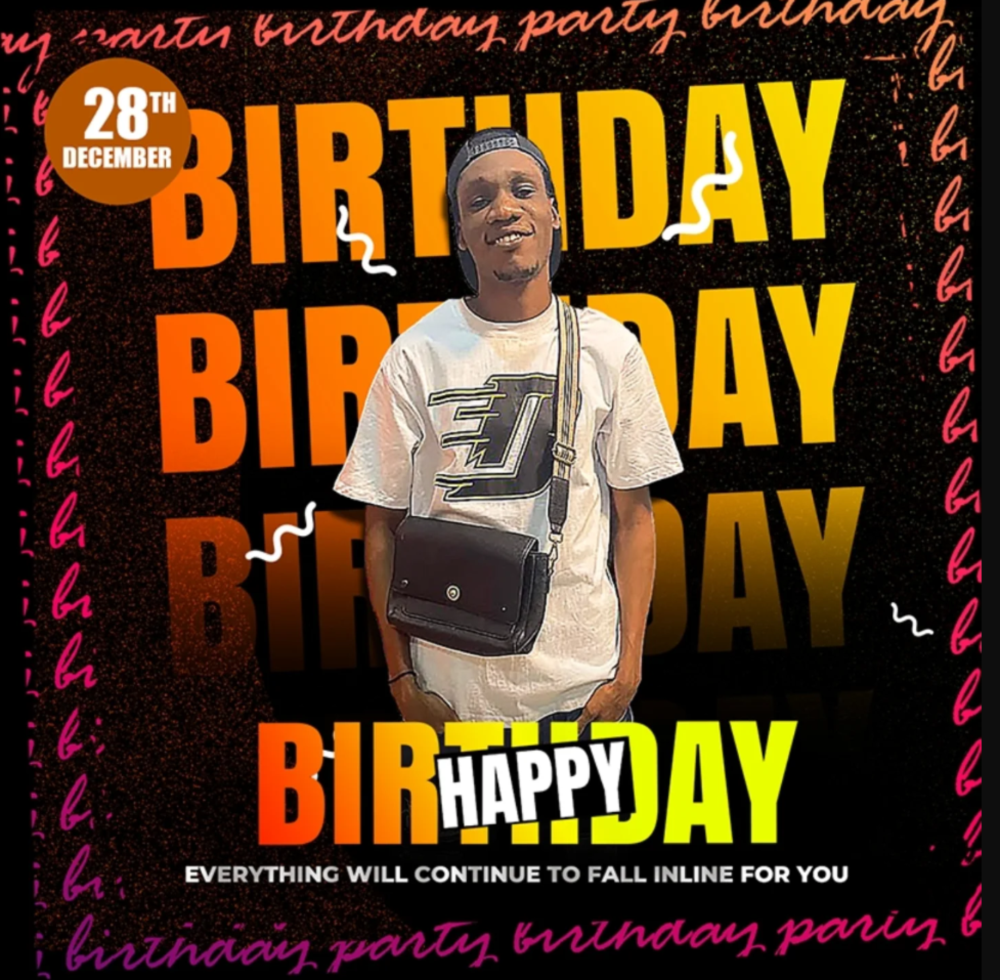 birthday party birthday
28TH
DECEMBER
BIRTHDAY
BIRTHDAY
BIRTHDAY
BIRTHDAY
HAPPY
EVERYTHING WILL CONTINUE TO FALL INLINE FOR YOU
birthday party birthday party